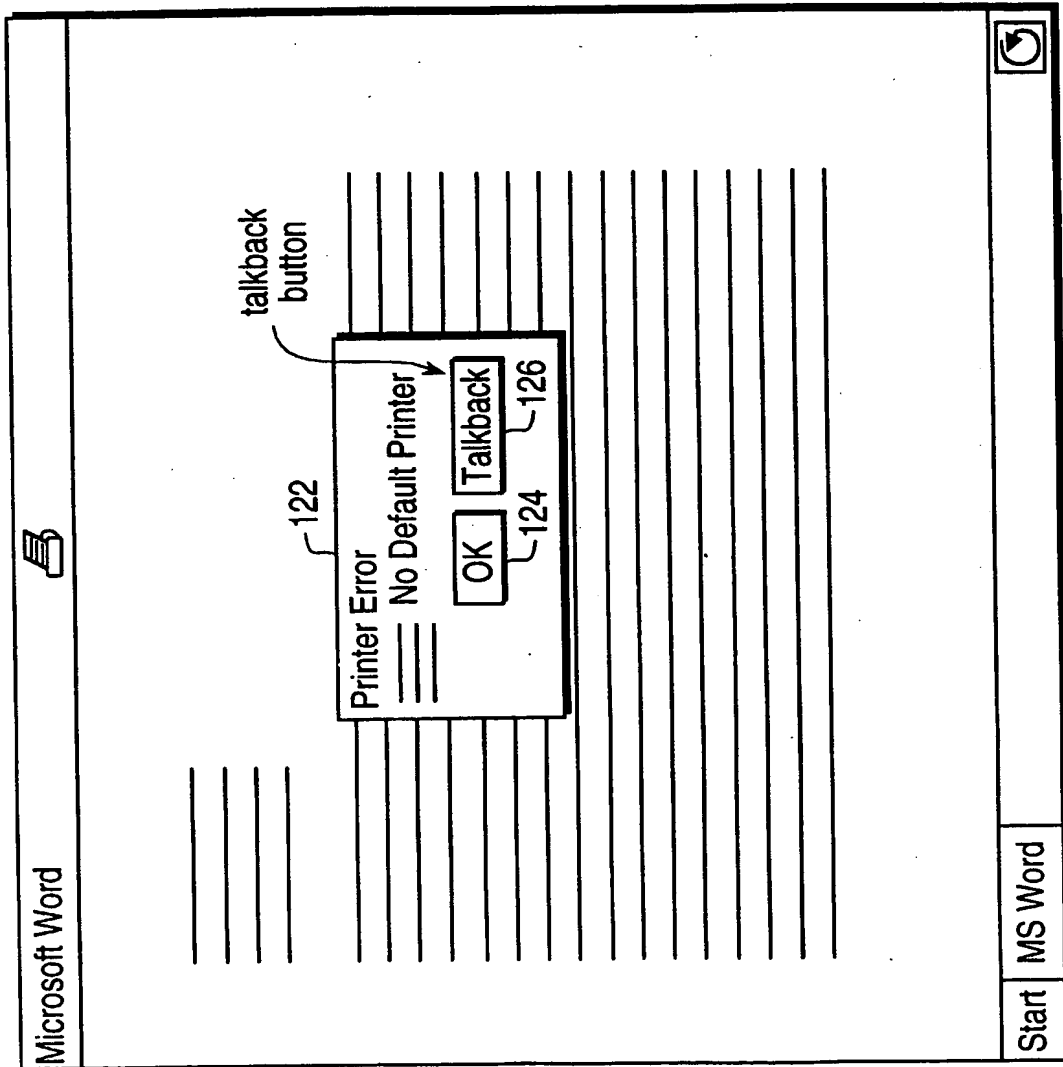 Microsoft Word
talkback
button
122
Printer Error
No Default Printer
OK
Talkback
124
126
Start
MS Word